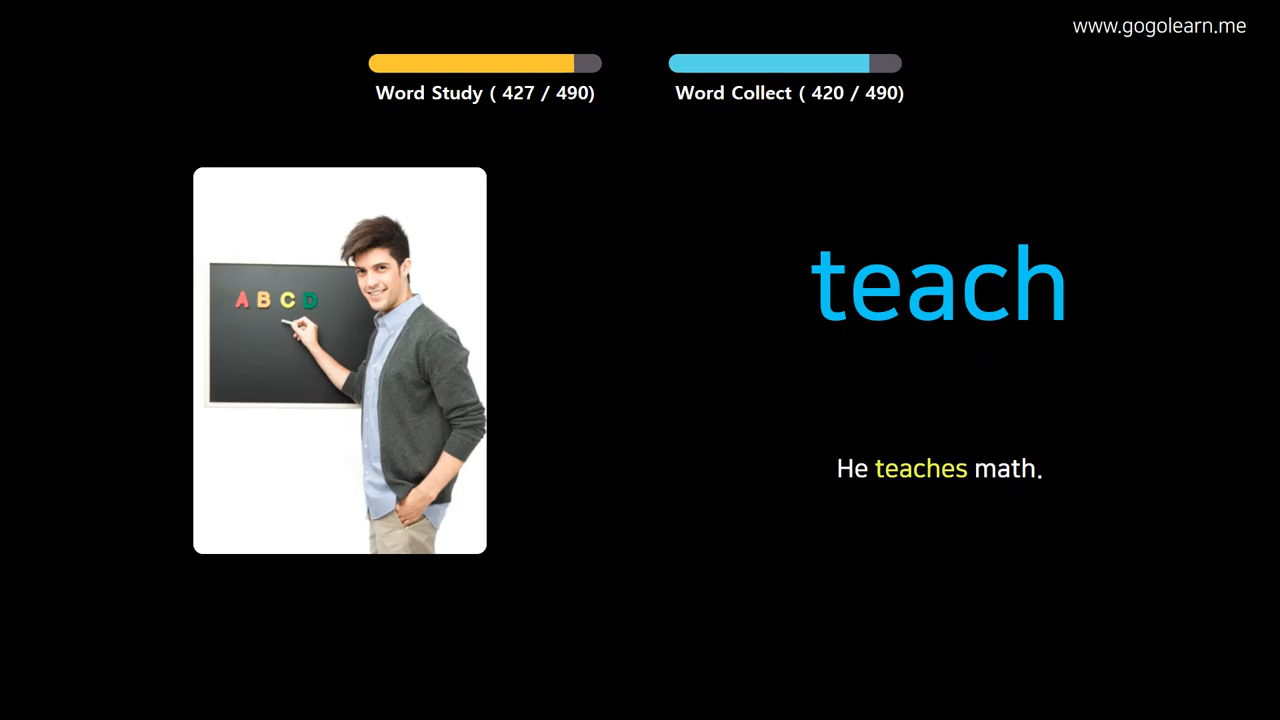 www.gogolearn.me
Word Study ( 427 / 490)
Word Collect ( 420 / 490)
A B C D
teach
He teaches math.